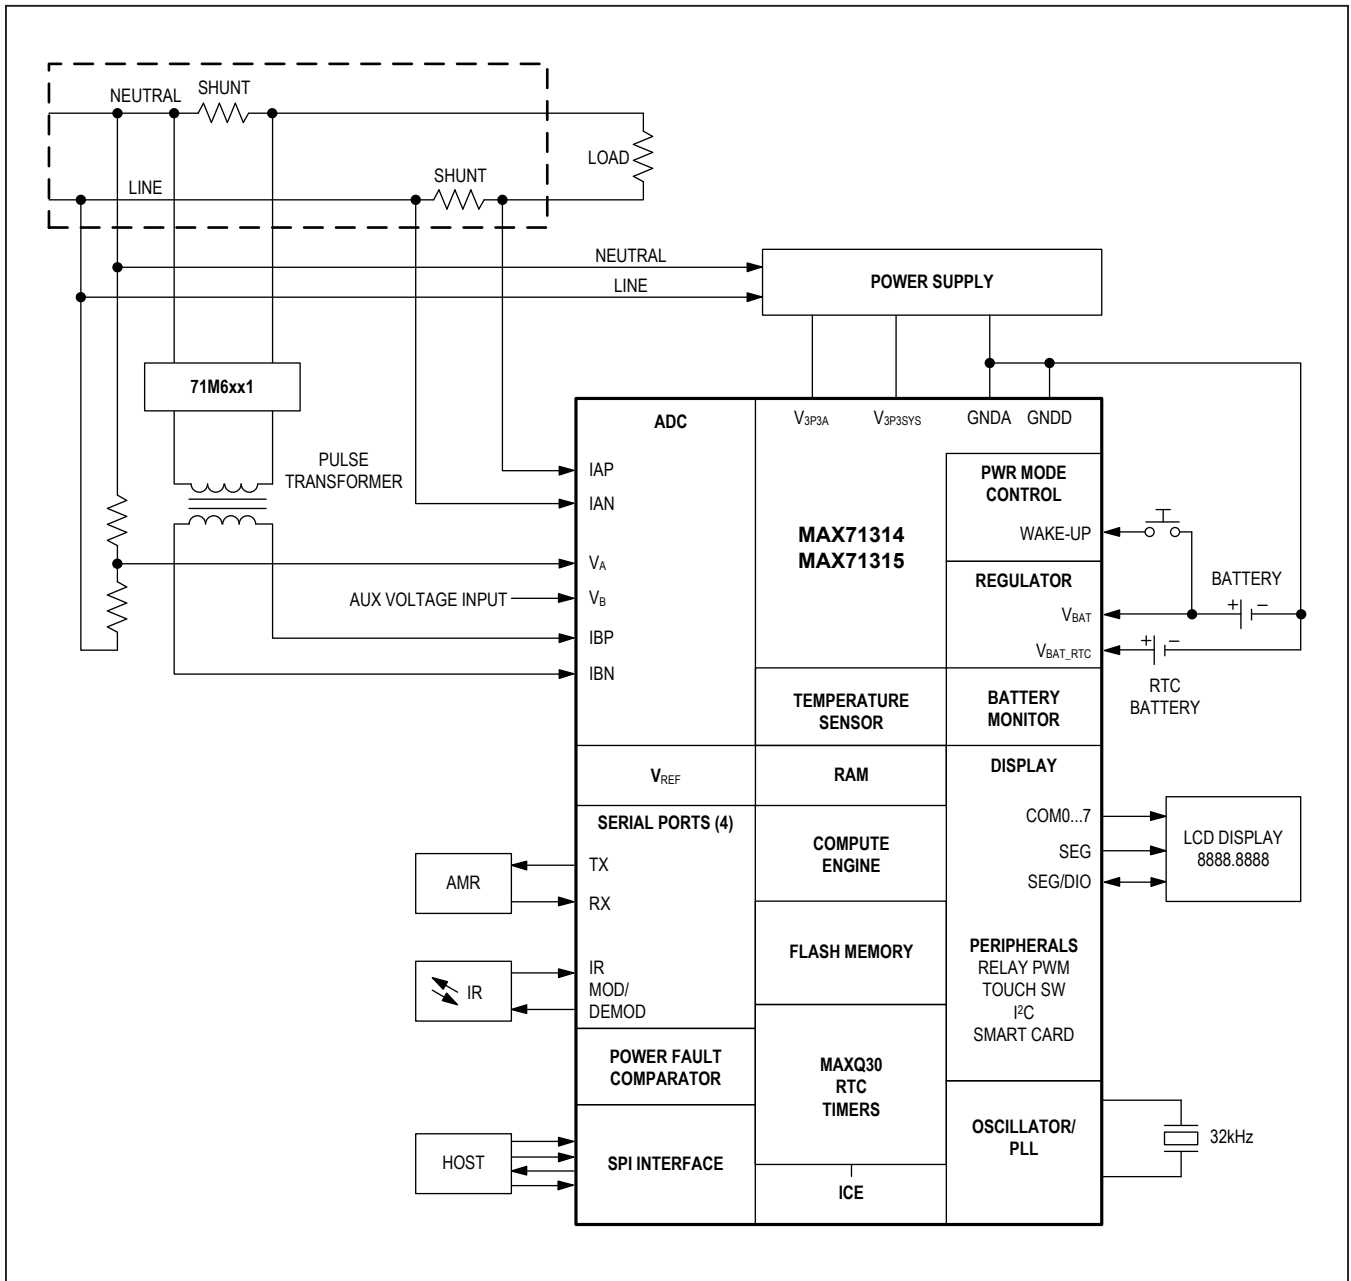 SHUNT
NEUTRAL
LOAD
SHUNT
LINE
NEUTRAL
LINE
POWER SUPPLY
71M6xx1
PULSE
TRANSFORMER
AUX VOLTAGE INPUT
ADC
IAP
IAN
VA
VB
IBP
IBN
V3P3A
V3P3SYS
GNDA
GNDD
MAX71314
MAX71315
PWR MODE
CONTROL
WAKE-UP
REGULATOR
VBAT
VBAT_RTC
BATTERY
+ −
+ −
RTC
BATTERY
TEMPERATURE
SENSOR
BATTERY
MONITOR
VREF
RAM
DISPLAY
COM0...7
SEG
SEG/DIO
LCD DISPLAY
8888.8888
SERIAL PORTS (4)
TX
RX
AMR
IR
IR
MOD/
DEMOD
COMPUTE
ENGINE
FLASH MEMORY
PERIPHERALS
RELAY PWM
TOUCH SW
I²C
SMART CARD
POWER FAULT
COMPARATOR
MAXQ30
RTC
TIMERS
HOST
SPI INTERFACE
ICE
OSCILLATOR/
PLL
32kHz